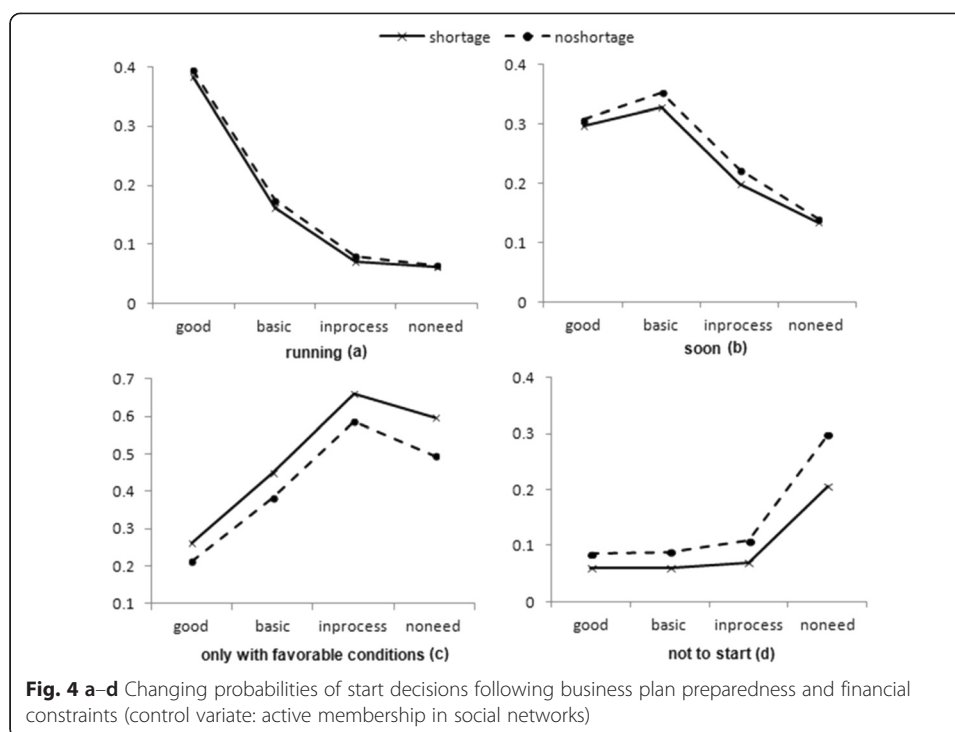 shortage noshortage
0.4
0.3
0.2
0.1
0
good basic inprocess noneed
running (a)
0.4
0.3
0.2
0.1
0
good basic inprocess noneed
soon (b)
0.7
0.6
0.5
0.4
0.3
0.2
0.1
good basic inprocess noneed
only with favorable conditions (c)
0.4
0.3
0.2
0.1
0
good basic inprocess noneed
not to start (d)
Fig. 4 a–d Changing probabilities of start decisions following business plan preparedness and financial
constraints (control variate: active membership in social networks)